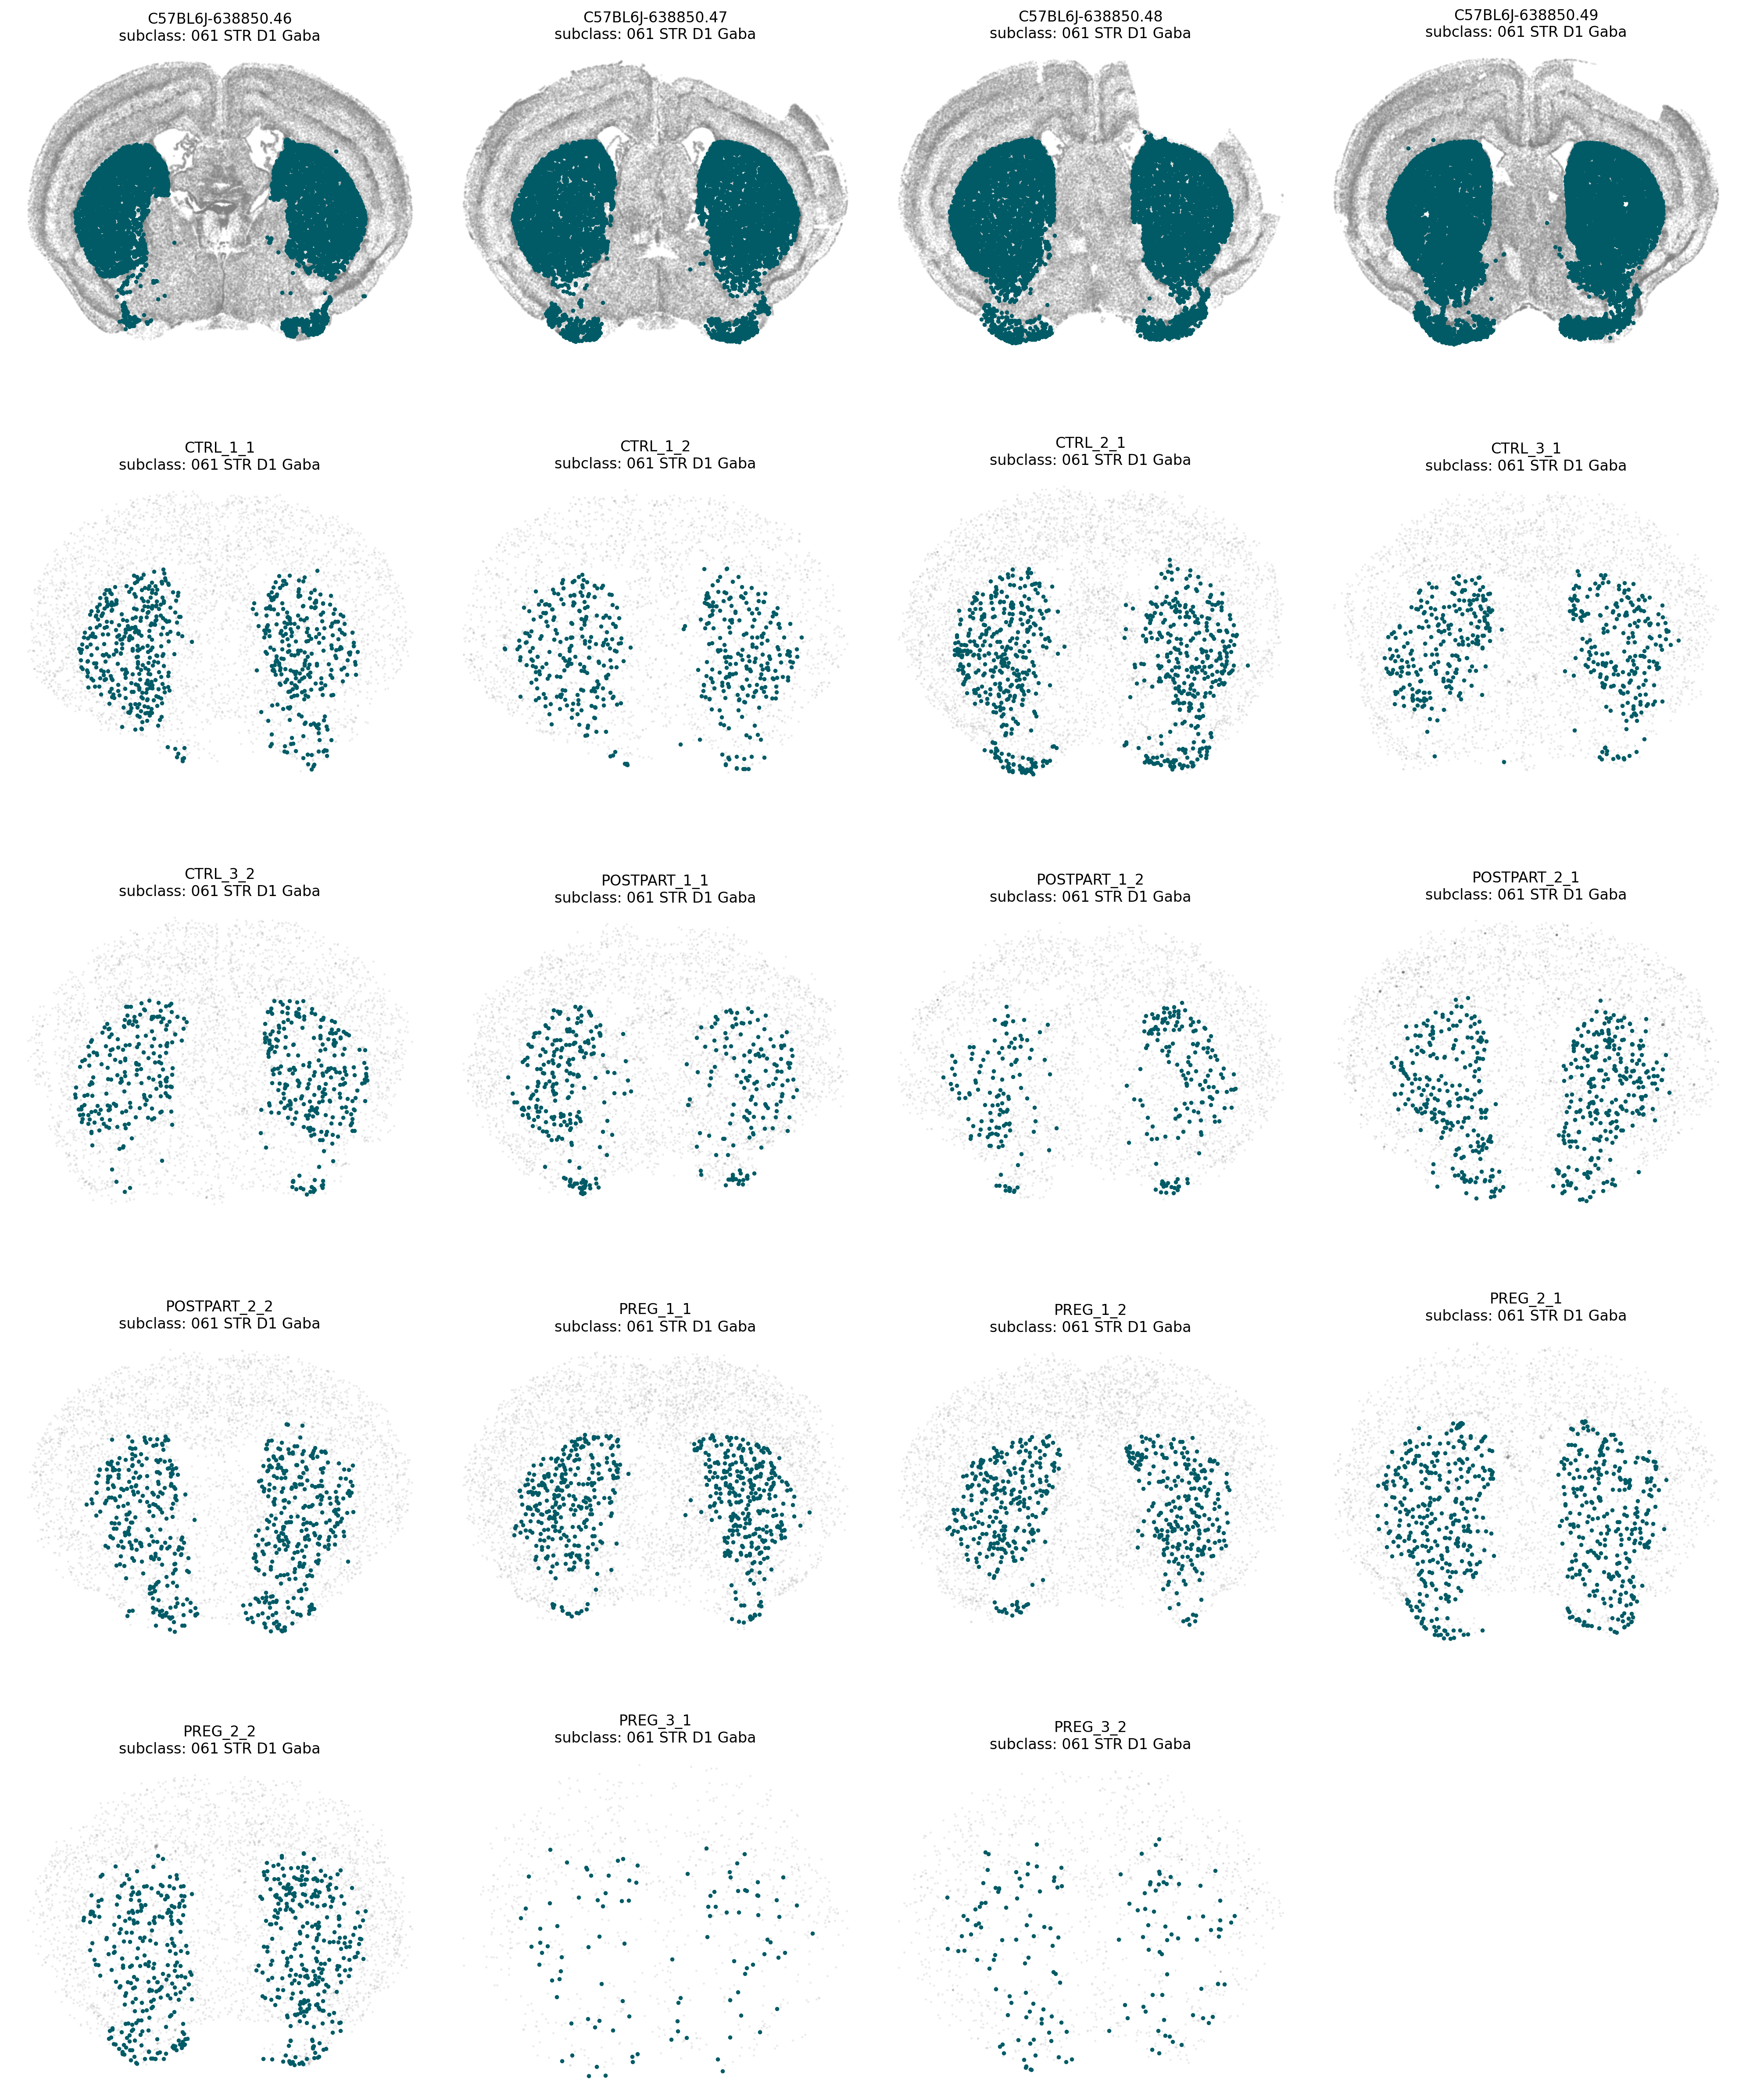 C57BL6J-638850.46
subclass: 061 STR D1 Gaba
C57BL6J-638850.47
subclass: 061 STR D1 Gaba
C57BL6J-638850.48
subclass: 061 STR D1 Gaba
C57BL6J-638850.49
subclass: 061 STR D1 Gaba
CTRL_1_1
subclass: 061 STR D1 Gaba
CTRL_1_2
subclass: 061 STR D1 Gaba
CTRL_2_1
subclass: 061 STR D1 Gaba
CTRL_3_1
subclass: 061 STR D1 Gaba
CTRL_3_2
subclass: 061 STR D1 Gaba
POSTPART_1_1
subclass: 061 STR D1 Gaba
POSTPART_1_2
subclass: 061 STR D1 Gaba
POSTPART_2_1
subclass: 061 STR D1 Gaba
POSTPART_2_2
subclass: 061 STR D1 Gaba
PREG_1_1
subclass: 061 STR D1 Gaba
PREG_1_2
subclass: 061 STR D1 Gaba
PREG_2_1
subclass: 061 STR D1 Gaba
PREG_2_2
subclass: 061 STR D1 Gaba
PREG_3_1
subclass: 061 STR D1 Gaba
PREG_3_2
subclass: 061 STR D1 Gaba